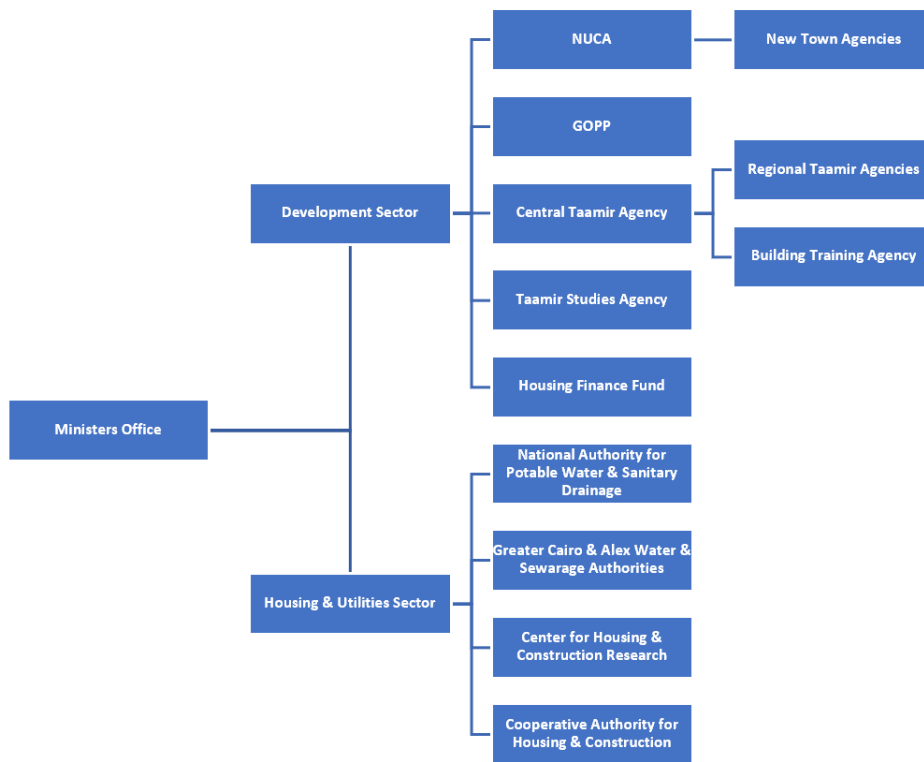 NUCA
New Town Agencies
GOPP
Regional Taamir Agencies
Development Sector
Central Taamir Agency
Building Training Agency
Taamir Studies Agency
Housing Finance Fund
Ministers Office
National Authority for
Potable Water & Sanitary
Drainage
Greater Cairo & Alex Water &
Sewarage Authorities
Housing & Utilities Sector
Center for Housing &
Construction Research
Cooperative Authority for
Housing & Construction